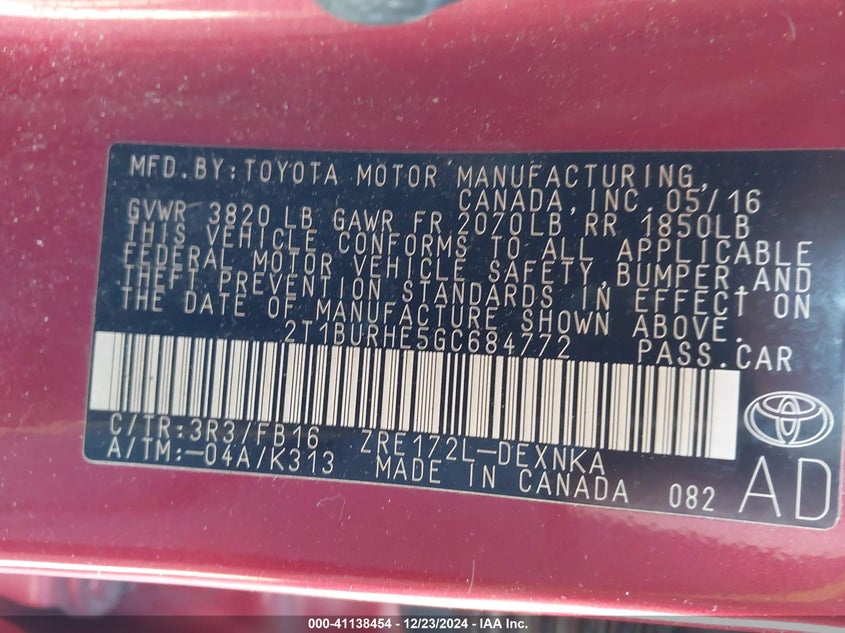 MFD.BY:TOYOTA MOTOR MANUFACTURING,
CANADA, INC. 05/16
GVWR 3820 LB GAWR FR 2070LB RR 1850LB
THIS VEHICLE CONFORMS TO ALL APPLICABLE
FEDERAL MOTOR VEHICLE SAFETY, BUMPER, AND
THEFT PREVENTION STANDARDS IN EFFECT ON
THE DATE OF MANUFACTURE SHOWN ABOVE.
2T1BURHE5GC684772 PASS.CAR
C/TR:3R3/FB16 ZRE172L-DEXNKA
A/TM:-04A/K313 MADE IN CANADA 082 AD
000-41138454 - 12/23/2024 - IAA Inc.